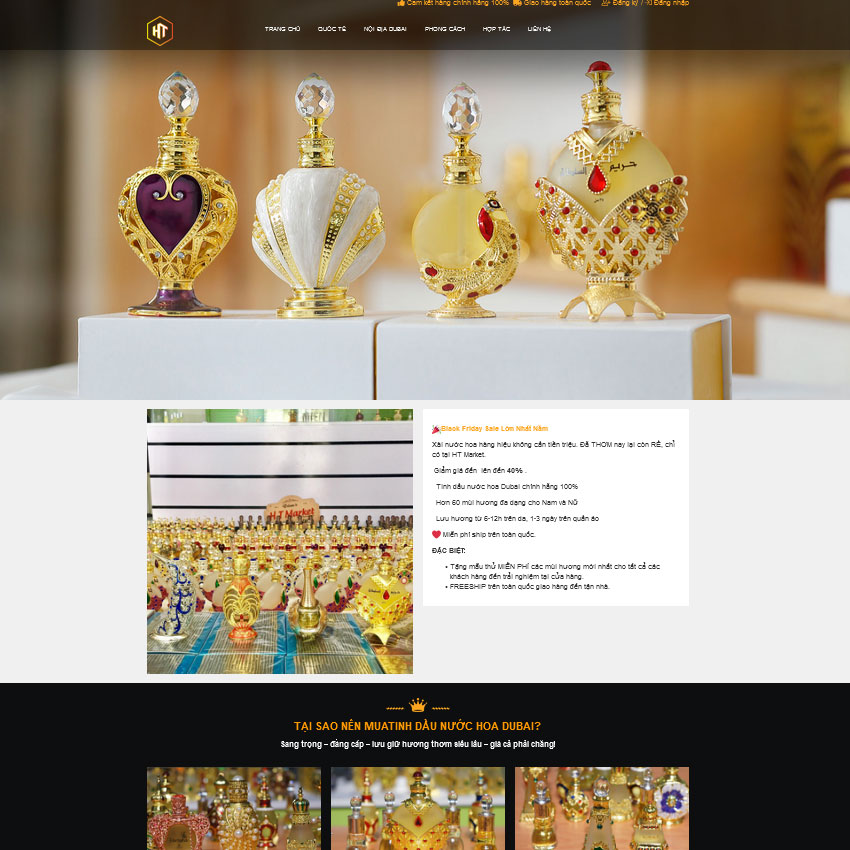 Cam kết hàng chính hãng 100% Giao hàng toàn quốc Đăng ký / Đăng nhập
HT
TRANG CHỦ QUỐC TẾ NỘI ĐỊA DUBAI PHONG CÁCH HỢP TÁC LIÊN HỆ
حريم
H.T Market
Black Friday Sale Lớn Nhất Năm
Xài nước hoa hàng hiệu không cần tiền triệu. Đã THƠM nay lại còn RẺ, chỉ
có tại HT Market.
Giảm giá đến lên đến 40% .
Tinh dầu nước hoa Dubai chính hãng 100%
Hơn 60 mùi hương đa dạng cho Nam và Nữ
Lưu hương từ 6-12h trên da, 1-3 ngày trên quần áo
Miễn phí ship trên toàn quốc.
ĐẶC BIỆT:
• Tặng mẫu thử MIỄN PHÍ các mùi hương mới nhất cho tất cả các
khách hàng đến trải nghiệm tại cửa hàng.
• FREESHIP trên toàn quốc giao hàng đến tận nhà.
TẠI SAO NÊN MUATINH DẦU NƯỚC HOA DUBAI?
Sang trọng – đẳng cấp – lưu giữ hương thơm siêu lâu – giá cả phải chăng!